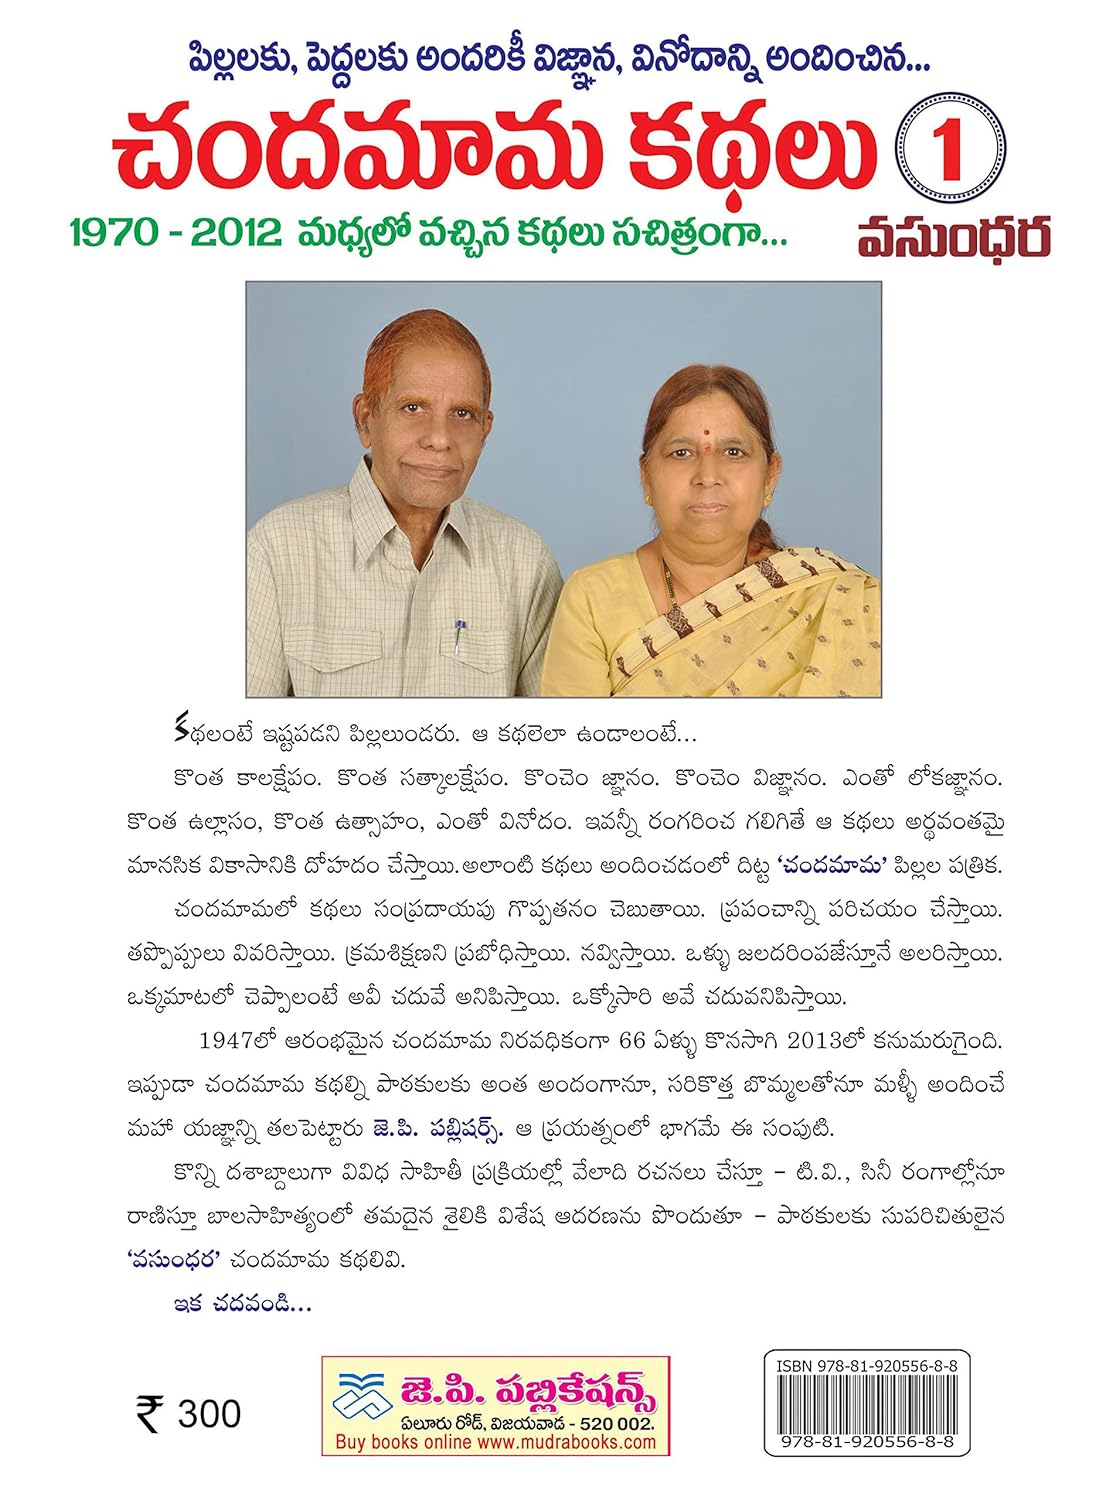 పిల్లలకు, పెద్దలకు అందరికీ విజ్ఞాన, వినోదాన్ని అందించిన...
చందమామ కథలు 1
1970 - 2012 మధ్యలో వచ్చిన కథలు సచిత్రంగా...
వసుంధర
కథలంటే ఇష్టపడని పిల్లలుండరు. ఆ కథలెలా ఉండాలంటే...
కొంత కాలక్షేపం. కొంత సత్కాలక్షేపం. కొంచెం జ్ఞానం. కొంచెం విజ్ఞానం. ఎంతో లోకజ్ఞానం.
కొంత ఉల్లాసం, కొంత ఉత్సాహం, ఎంతో వినోదం. ఇవన్నీ రంగరించ గలిగితే ఆ కథలు అర్థవంతమై
మానసిక వికాసానికి దోహదం చేస్తాయి.అలాంటి కథలు అందించడంలో దిట్ట ‘చందమామ’ పిల్లల పత్రిక.
చందమామలో కథలు సంప్రదాయపు గొప్పతనం చెబుతాయి. ప్రపంచాన్ని పరిచయం చేస్తాయి.
తప్పొప్పులు వివరిస్తాయి. క్రమశిక్షణని ప్రబోధిస్తాయి. నవ్విస్తాయి. ఒళ్ళు జలదరింపజేస్తూనే అలరిస్తాయి.
ఒక్కమాటలో చెప్పాలంటే అవీ చదువే అనిపిస్తాయి. ఒక్కోసారి అవే చదువనిపిస్తాయి.
1947లో ఆరంభమైన చందమామ నిరవధికంగా 66 ఏళ్ళు కొనసాగి 2013లో కనుమరుగైంది.
ఇప్పుడా చందమామ కథల్ని పాఠకులకు అంత అందంగానూ, సరికొత్త బొమ్మలతోనూ మళ్ళీ అందించే
మహా యజ్ఞాన్ని తలపెట్టారు జె.పి. పబ్లిషర్స్. ఆ ప్రయత్నంలో భాగమే ఈ సంపుటి.
కొన్ని దశాబ్దాలుగా వివిధ సాహితీ ప్రక్రియల్లో వేలాది రచనలు చేస్తూ – టి.వి., సినీ రంగాల్లోనూ
రాణిస్తూ బాలసాహిత్యంలో తమదైన శైలికి విశేష ఆదరణను పొందుతూ – పాఠకులకు సుపరిచితులైన
‘వసుంధర’ చందమామ కథలివి.
ఇక చదవండి...
₹ 300
జె.పి. పబ్లికేషన్స్
ఏలూరు రోడ్, విజయవాడ - 520 002.
Buy books online www.mudrabooks.com
ISBN 978-81-920556-8-8
978-81-920556-8-8